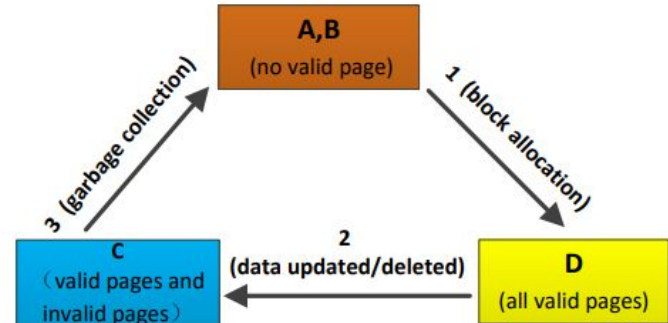 A,B
(no valid page)
1 (block allocation)
3 (garbage collection)
2
(data updated/deleted)
C
（valid pages and
invalid pages）
D
(all valid pages)